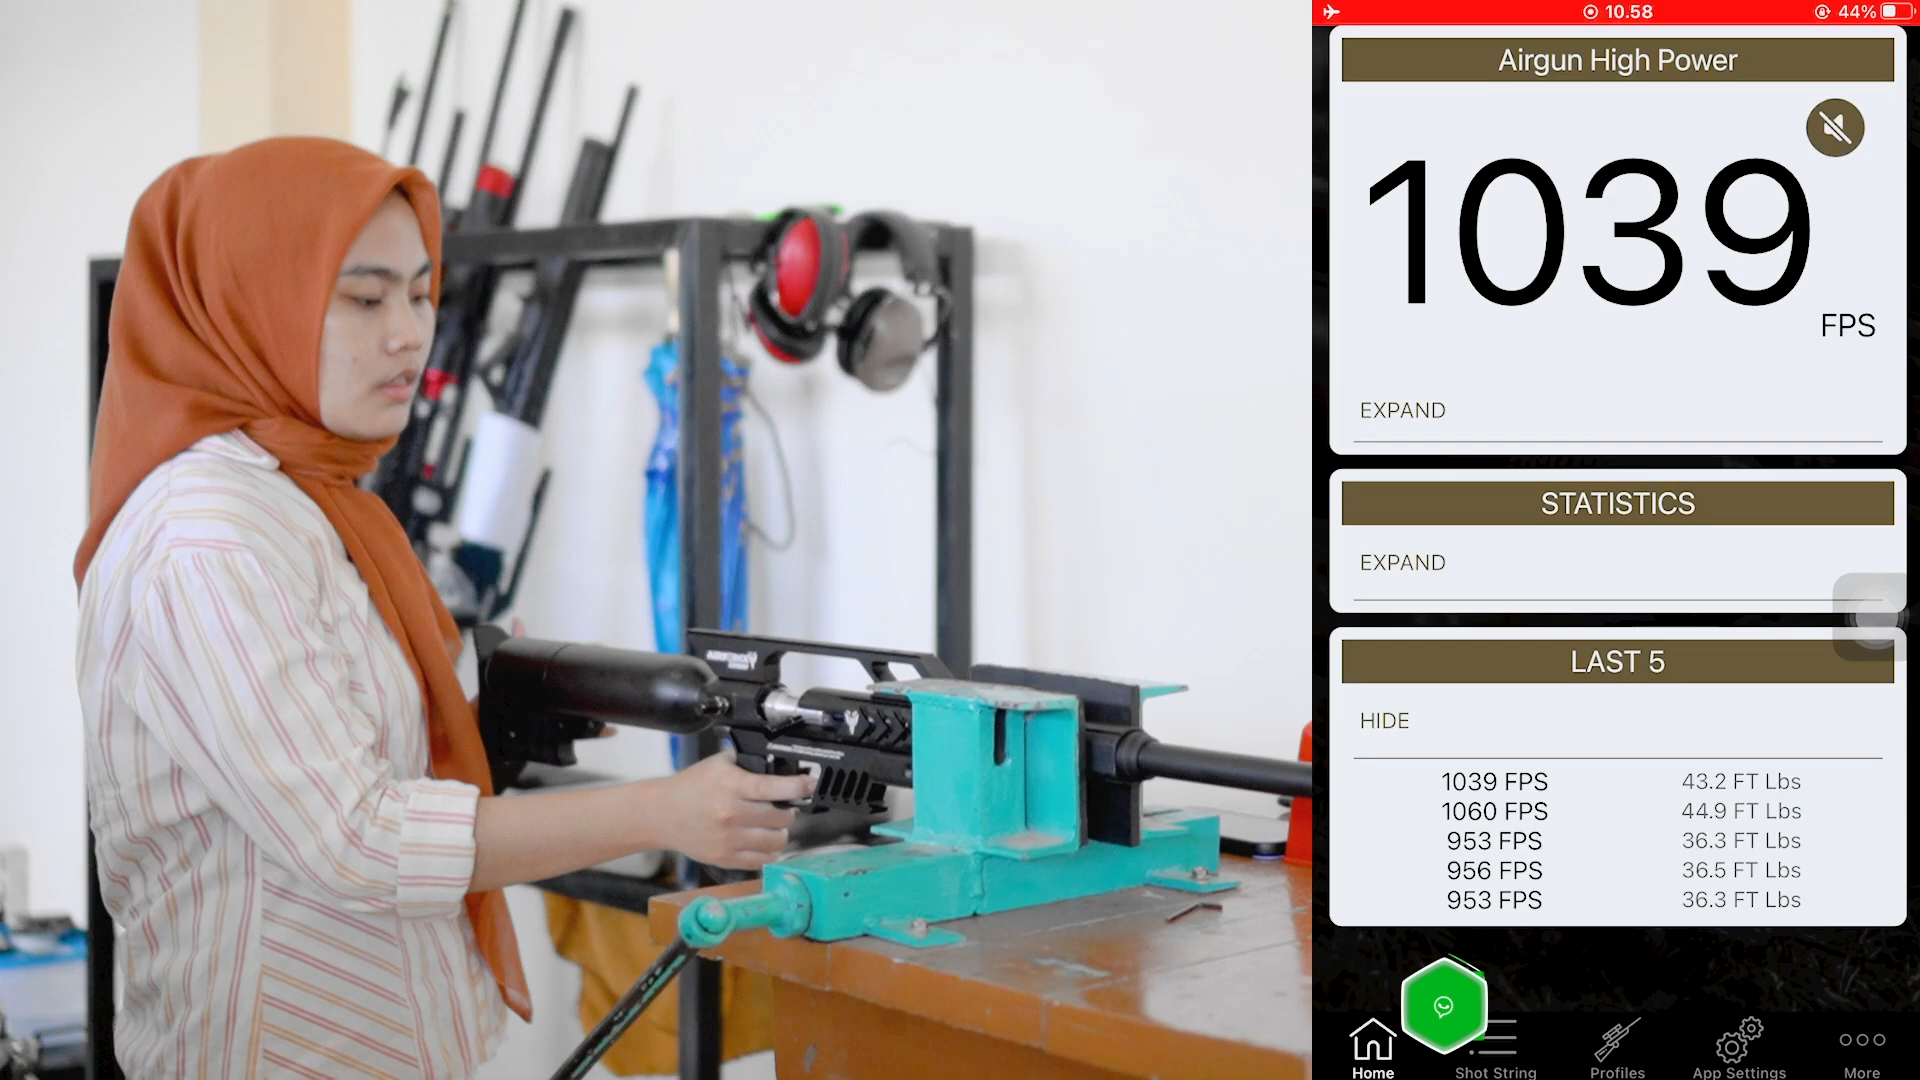 10.58
44%
Airgun High Power
1039
FPS
EXPAND
STATISTICS
EXPAND
LAST 5
HIDE
1039 FPS 43.2 FT Lbs
1060 FPS 44.9 FT Lbs
953 FPS 36.3 FT Lbs
956 FPS 36.5 FT Lbs
953 FPS 36.3 FT Lbs
Home
Shot String
Profiles
App Settings
More